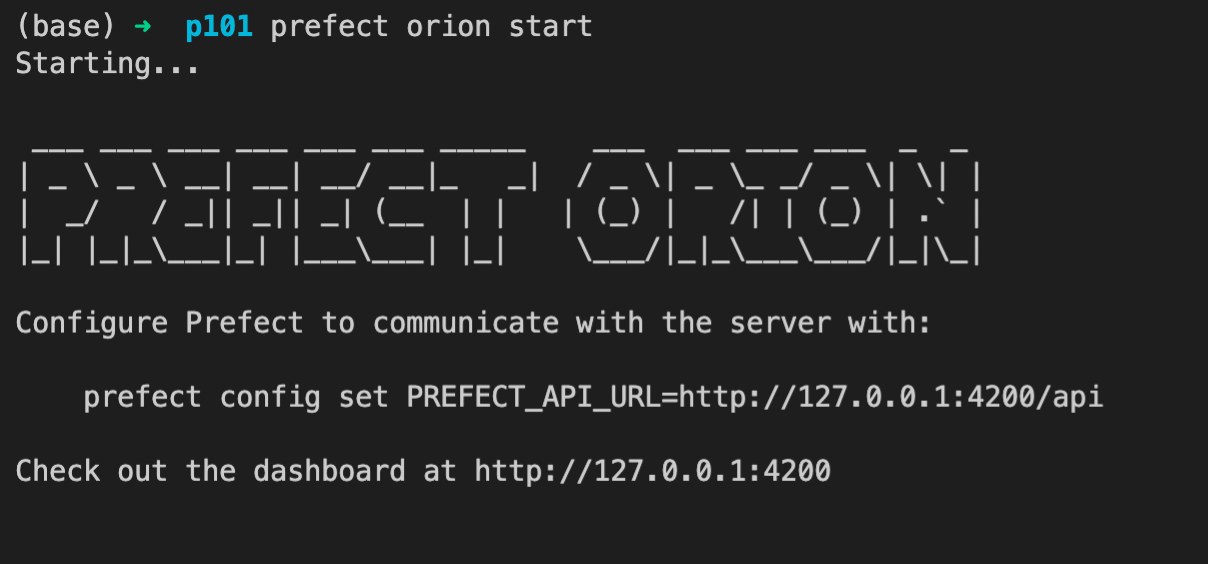 (base) ➜  p101 prefect orion start
Starting...
 ___ ___ ___ ___ ___ ___ _____    ___  ___ ___ ___  _  _
| _ \ _ \ __| __| __/ __|_   _|  / _ \| _ \_ _/ _ \| \| |
|  _/   / _|| _|| _| (__  | |   | (_) |   /| | (_) | .` |
|_| |_|_\___|_| |___\___| |_|    \___/|_|_\___\___/|_|\_|
Configure Prefect to communicate with the server with:
    prefect config set PREFECT_API_URL=http://127.0.0.1:4200/api
Check out the dashboard at http://127.0.0.1:4200